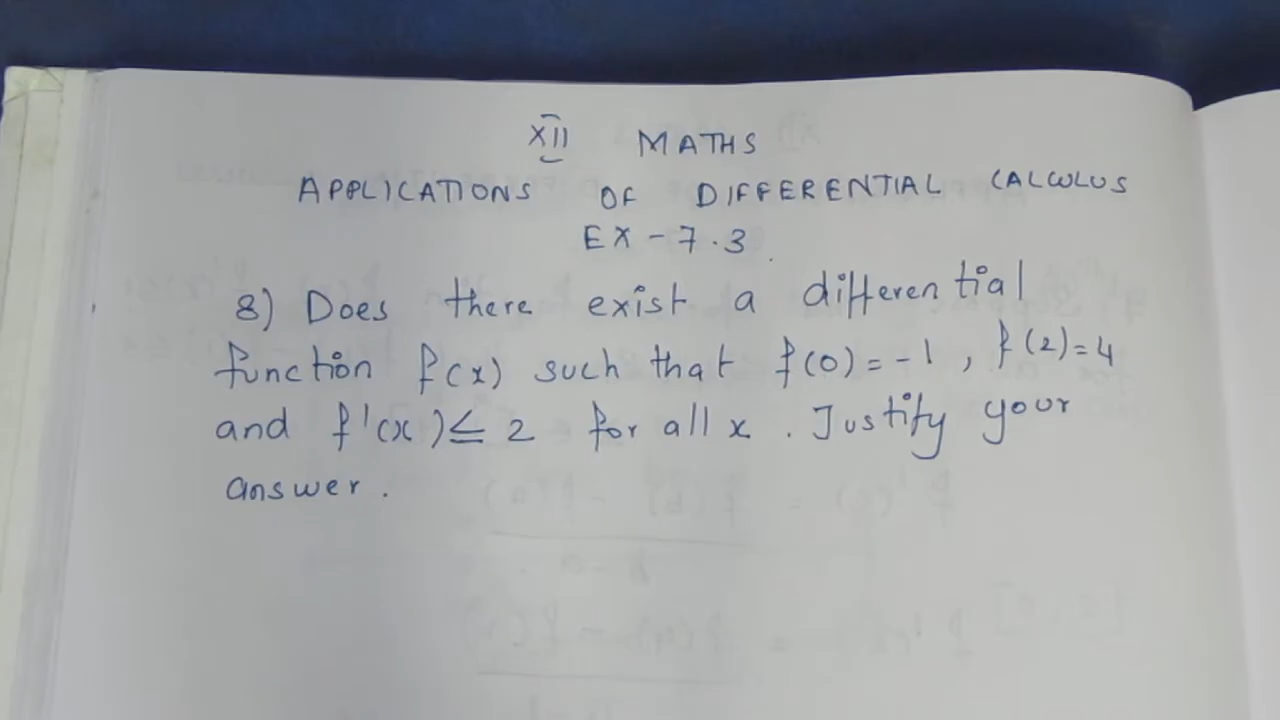 XII MATHS
APPLICATIONS OF DIFFERENTIAL CALCULUS
EX-7.3
8) Does there exist a differential
function f(x) such that f(0)=-1, f(2)=4
and f'(x)≤2 for all x. Justify your
answer.